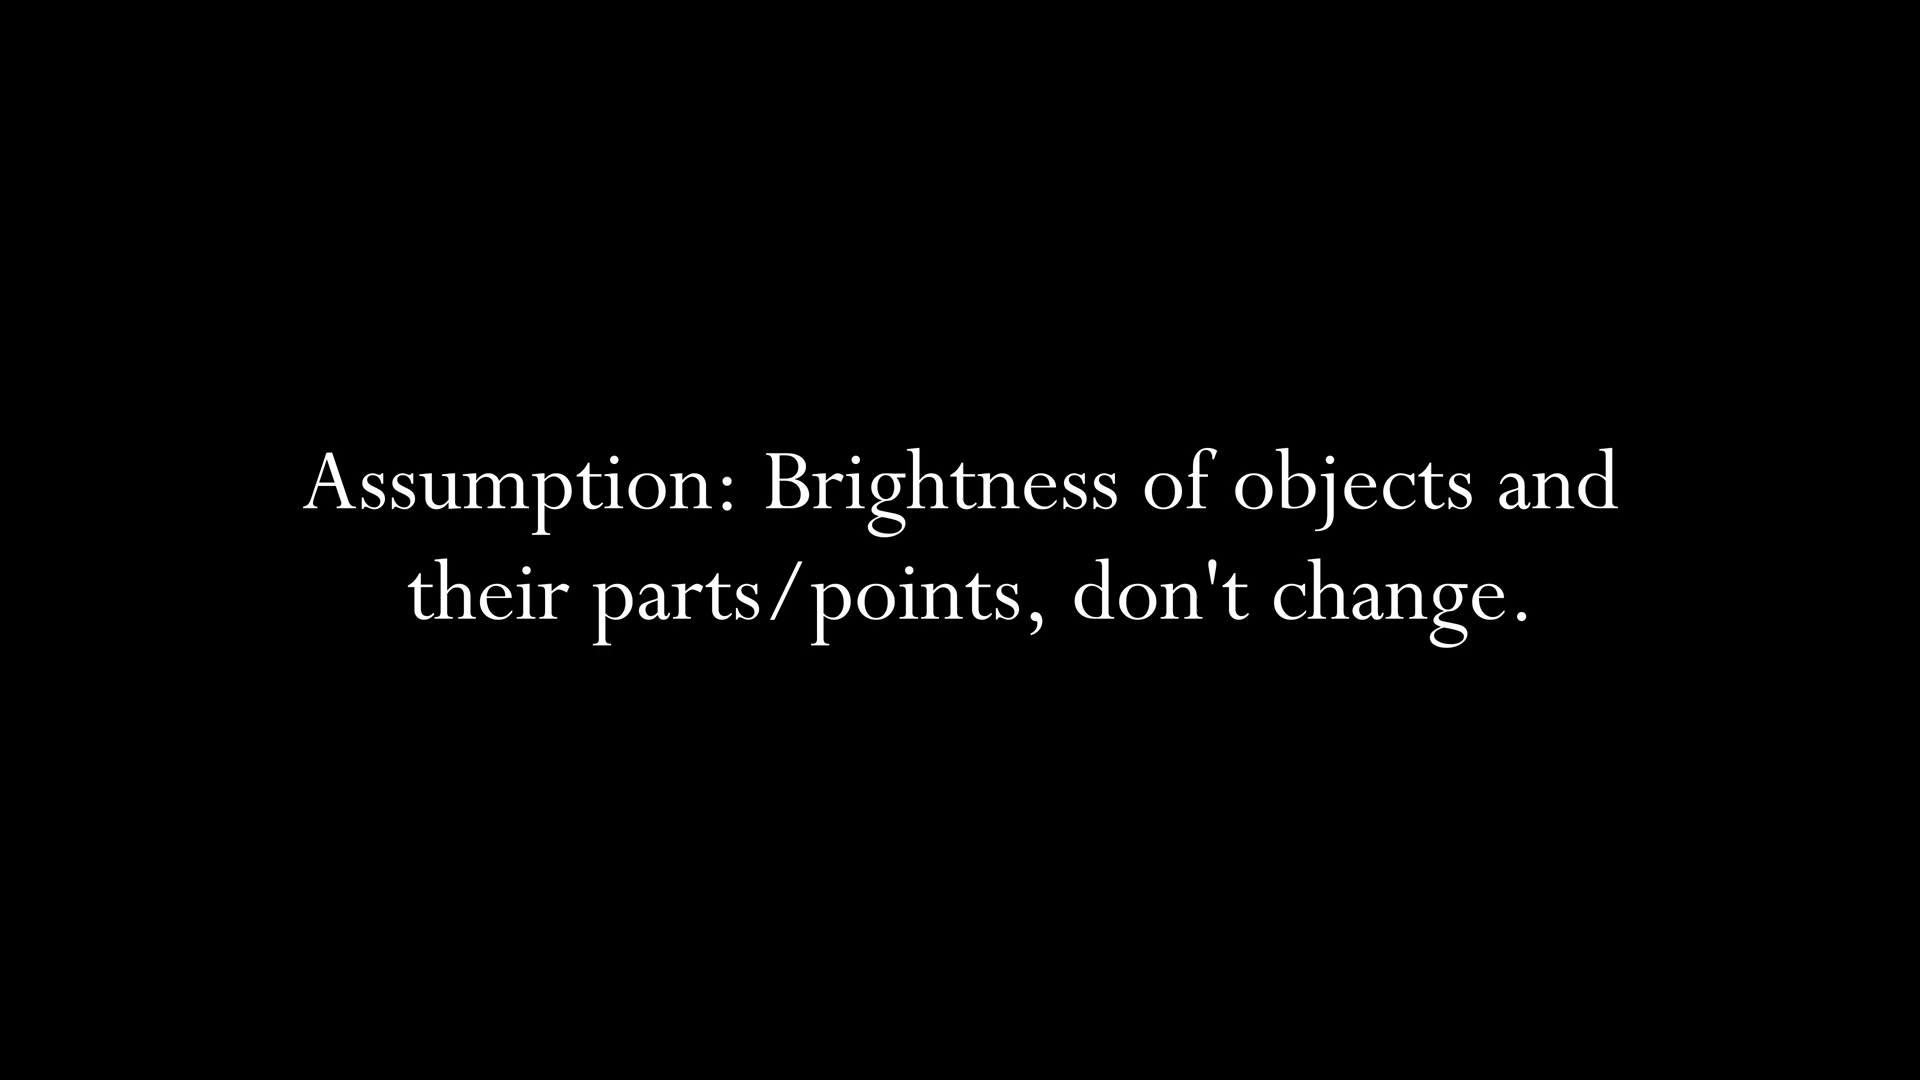 Assumption: Brightness of objects and
their parts/points, don't change.